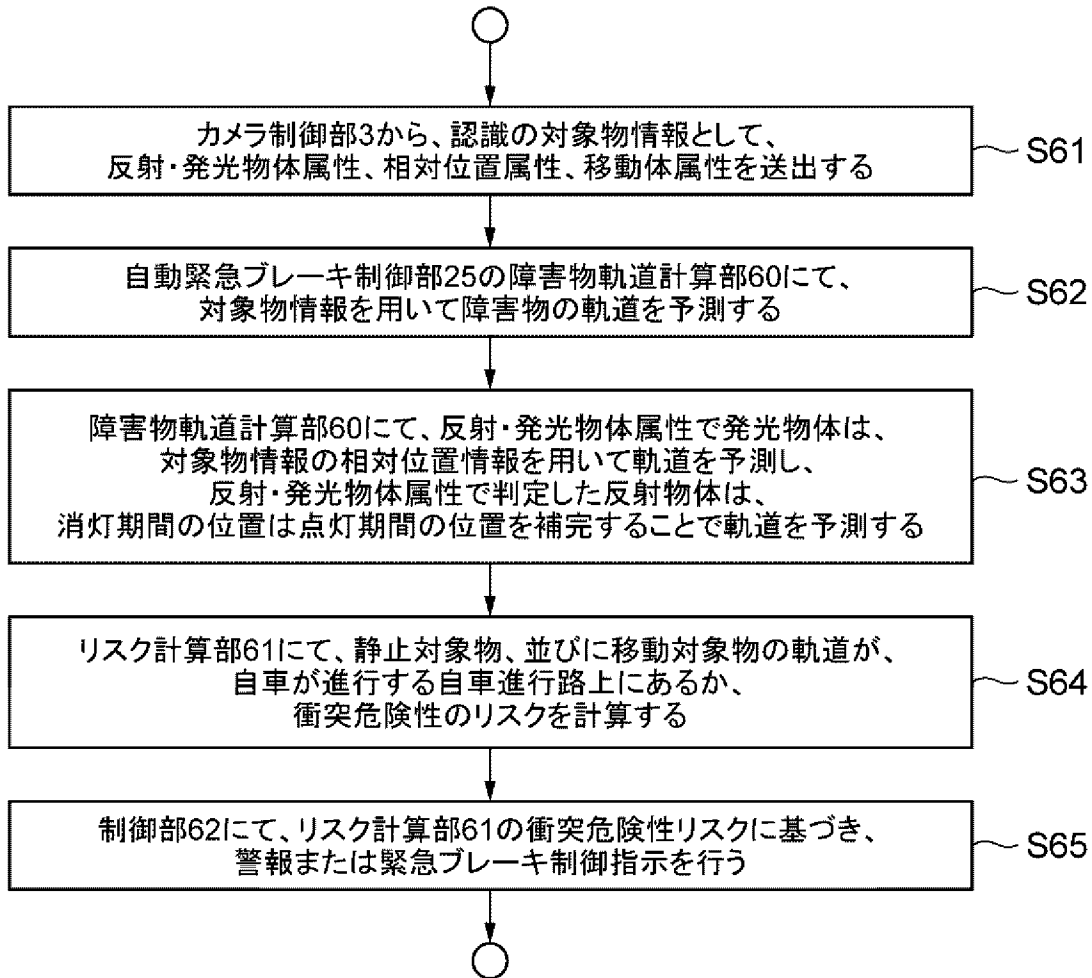 カメラ制御部3から、認識の対象物情報として、
反射・発光物体属性、相対位置属性、移動体属性を送出する
S61
自動緊急ブレーキ制御部25の障害物軌道計算部60にて、
対象物情報を用いて障害物の軌道を予測する
S62
障害物軌道計算部60にて、反射・発光物体属性で発光物体は、
対象物情報の相対位置情報を用いて軌道を予測し、
反射・発光物体属性で判定した反射物体は、
消灯期間の位置は点灯期間の位置を補完することで軌道を予測する
S63
リスク計算部61にて、静止対象物、並びに移動対象物の軌道が、
自車が進行する自車進行路上にあるか、
衝突危険性のリスクを計算する
S64
制御部62にて、リスク計算部61の衝突危険性リスクに基づき、
警報または緊急ブレーキ制御指示を行う
S65